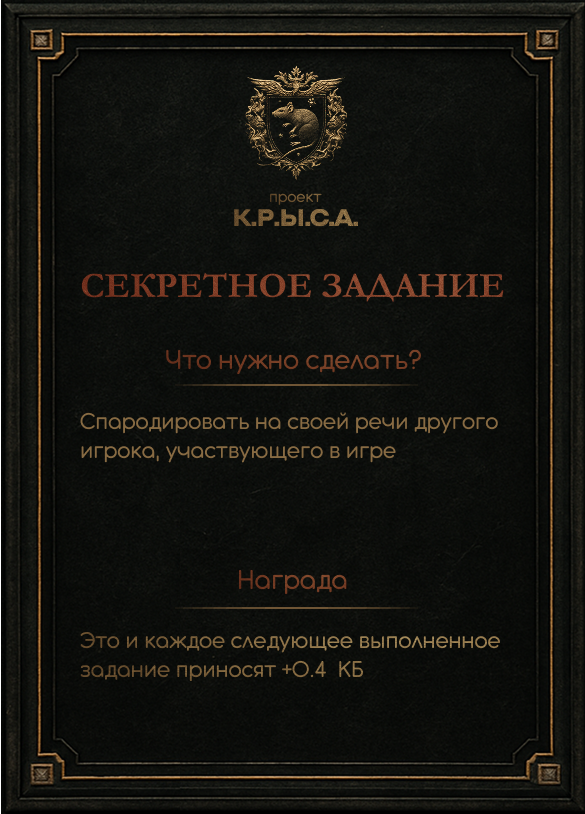 проект
К.Р.Ы.С.А.
СЕКРЕТНОЕ ЗАДАНИЕ
Что нужно сделать?
Спародировать на своей речи другого
игрока, участвующего в игре
Награда
Это и каждое следующее выполненное
задание приносят +0.4 КБ